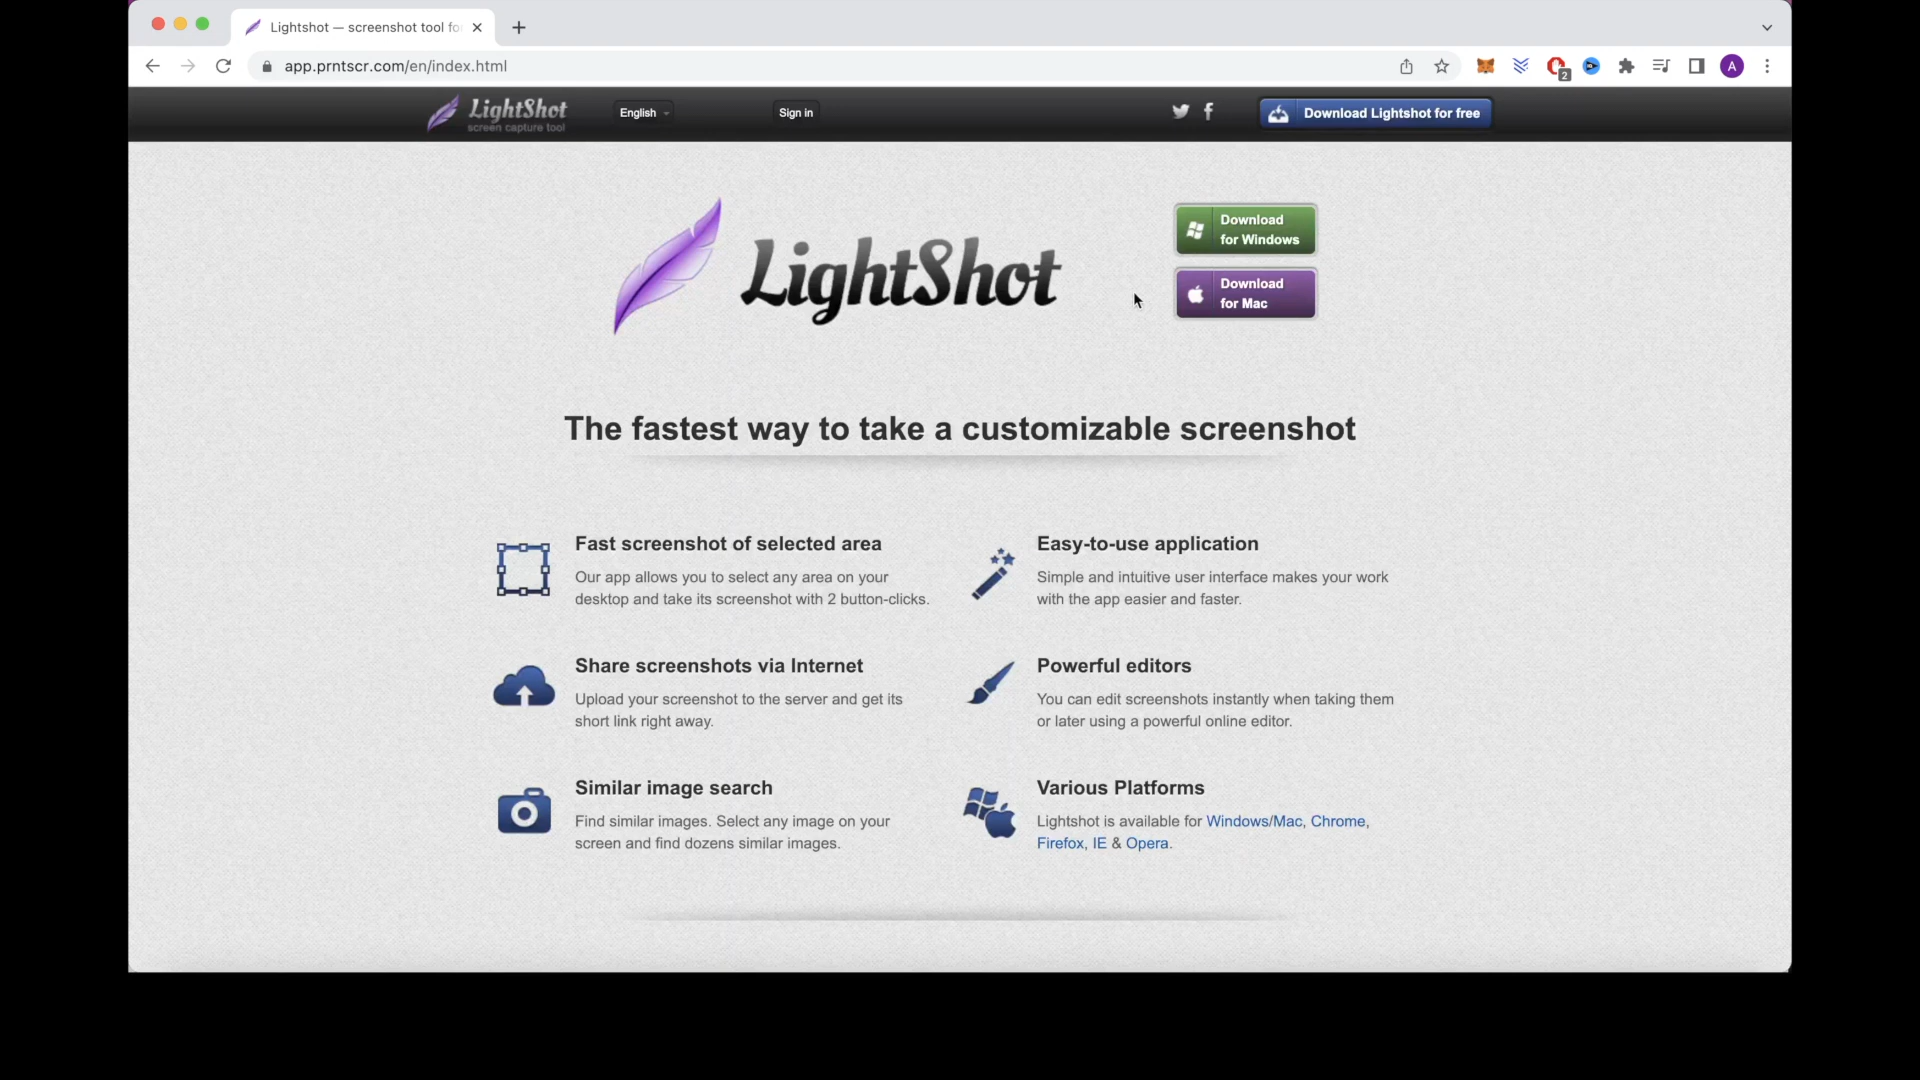 Lightshot — screenshot tool fo
app.prntscr.com/en/index.html
2
A
LightShot
screen capture tool
English
Sign in
Download Lightshot for free
LightShot
Download
for Windows
Download
for Mac
The fastest way to take a customizable screenshot
Fast screenshot of selected area
Our app allows you to select any area on your
desktop and take its screenshot with 2 button-clicks.
Easy-to-use application
Simple and intuitive user interface makes your work
with the app easier and faster.
Share screenshots via Internet
Upload your screenshot to the server and get its
short link right away.
Powerful editors
You can edit screenshots instantly when taking them
or later using a powerful online editor.
Similar image search
Find similar images. Select any image on your
screen and find dozens similar images.
Various Platforms
Lightshot is available for Windows/Mac, Chrome,
Firefox, IE & Opera.